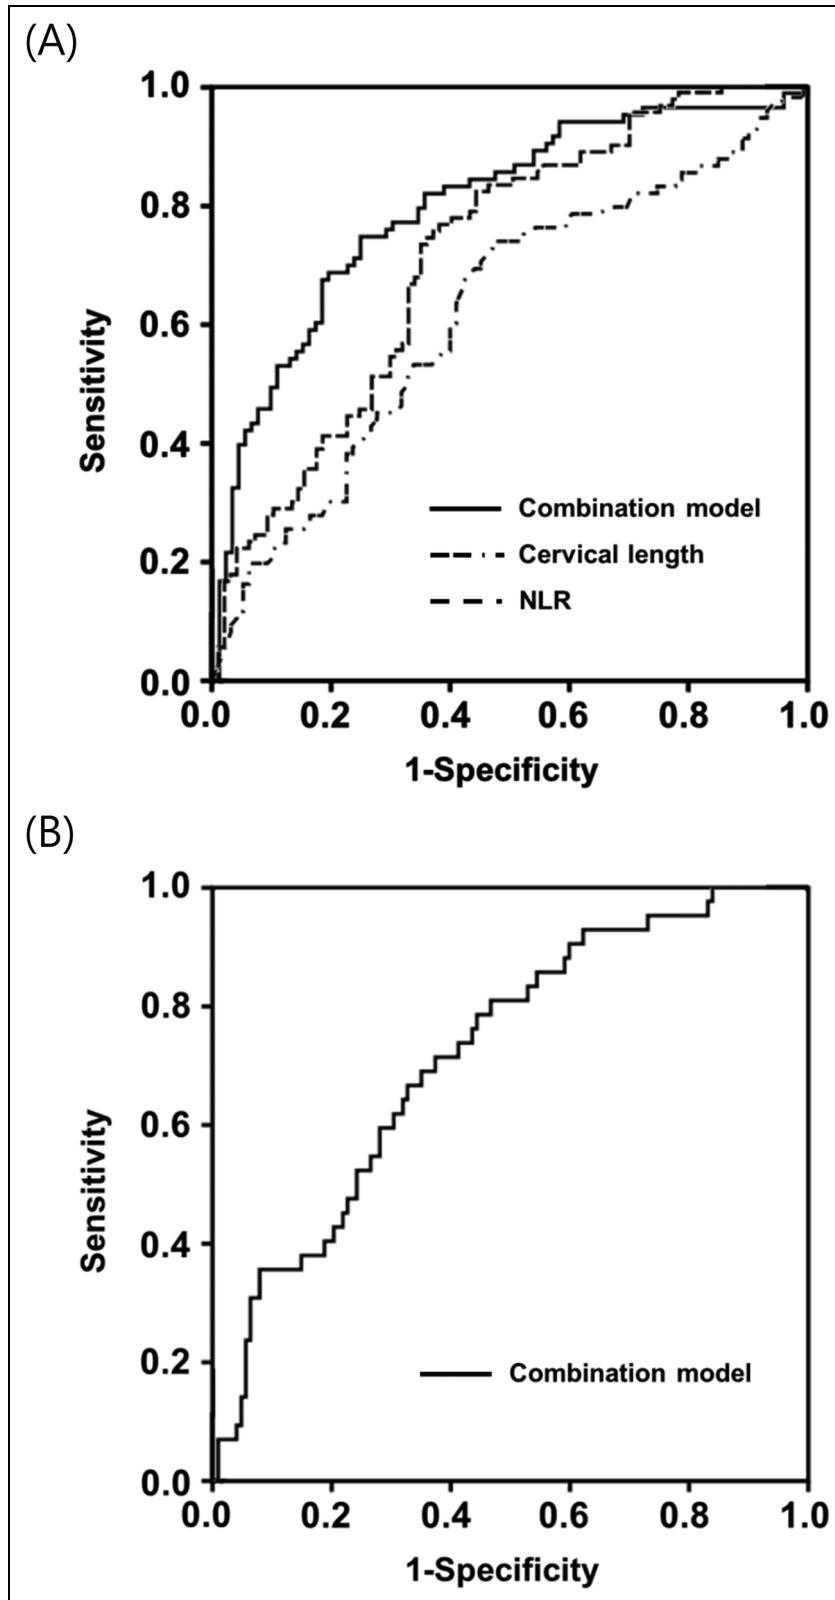 (A)
1.0
0.8
0.6
0.4
0.2
0.0
Sensitivity
Combination model
Cervical length
NLR
0.0 0.2 0.4 0.6 0.8 1.0
1-Specificity
(B)
1.0
0.8
0.6
0.4
0.2
0.0
Sensitivity
Combination model
0.0 0.2 0.4 0.6 0.8 1.0
1-Specificity